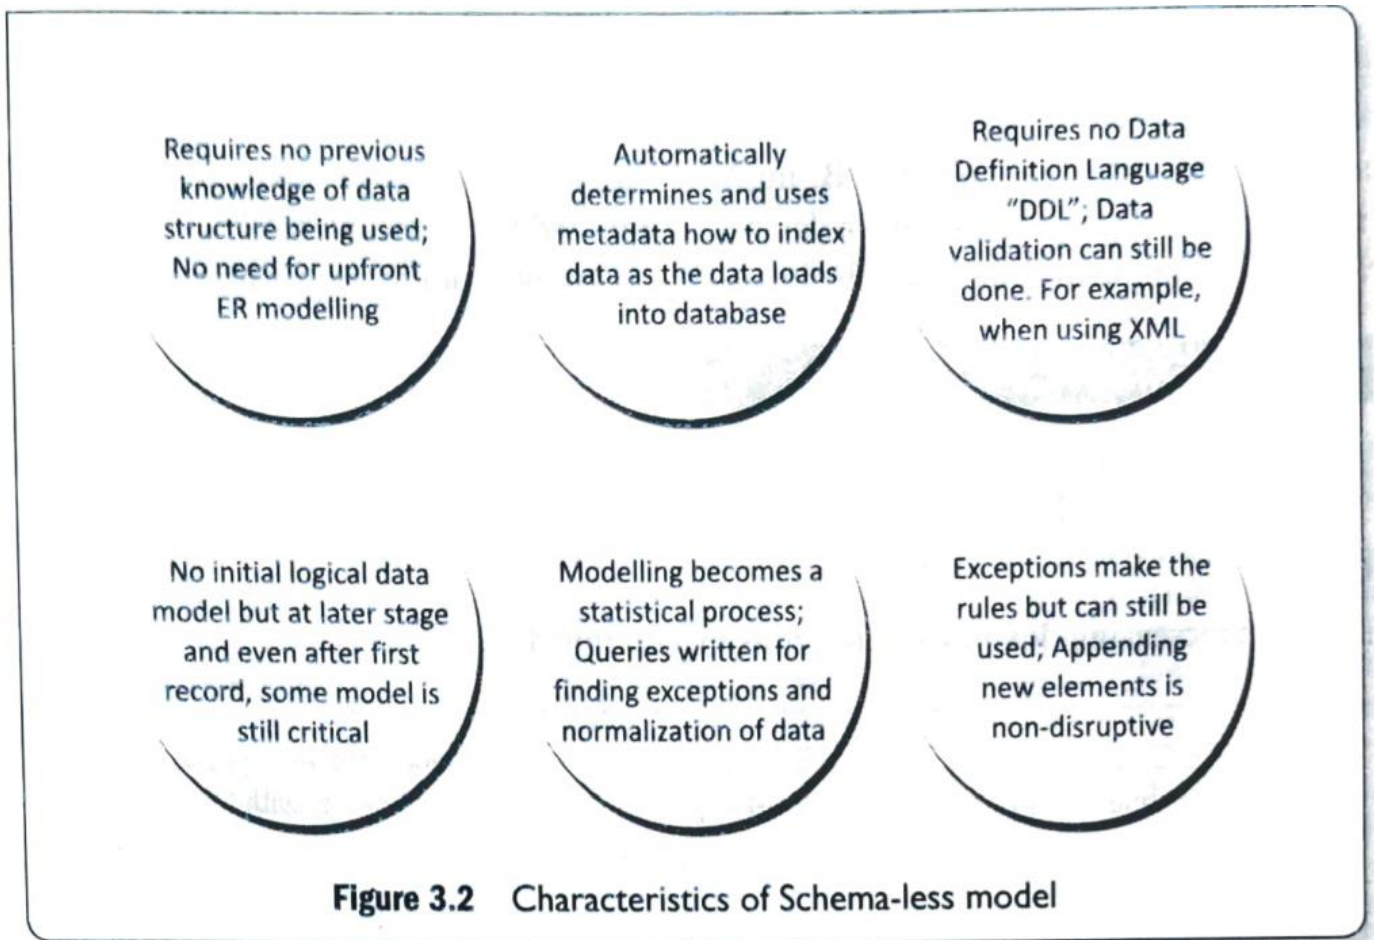 Requires no previous
knowledge of data
structure being used;
No need for upfront
ER modelling
Automatically
determines and uses
metadata how to index
data as the data loads
into database
Requires no Data
Definition Language
"DDL"; Data
validation can still be
done. For example,
when using XML
No initial logical data
model but at later stage
and even after first
record, some model is
still critical
Modelling becomes a
statistical process;
Queries written for
finding exceptions and
normalization of data
Exceptions make the
rules but can still be
used; Appending
new elements is
non-disruptive
Figure 3.2 Characteristics of Schema-less model